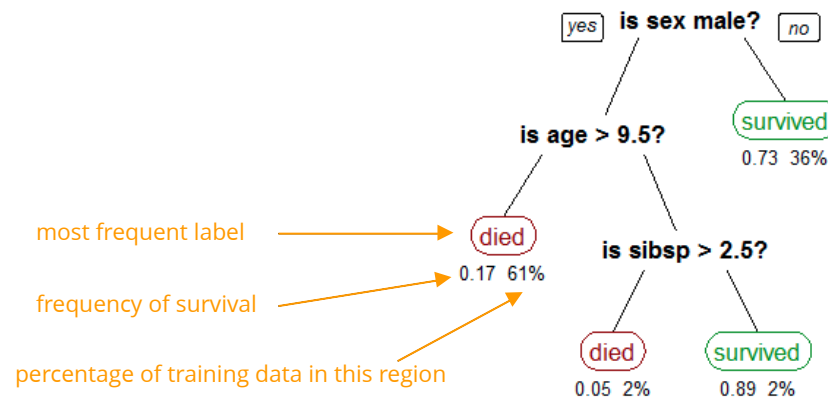 yes is sex male? no
survived
0.73 36%
is age > 9.5?
most frequent label
died
0.17 61%
is sibsp > 2.5?
frequency of survival
percentage of training data in this region
died survived
0.05 2% 0.89 2%